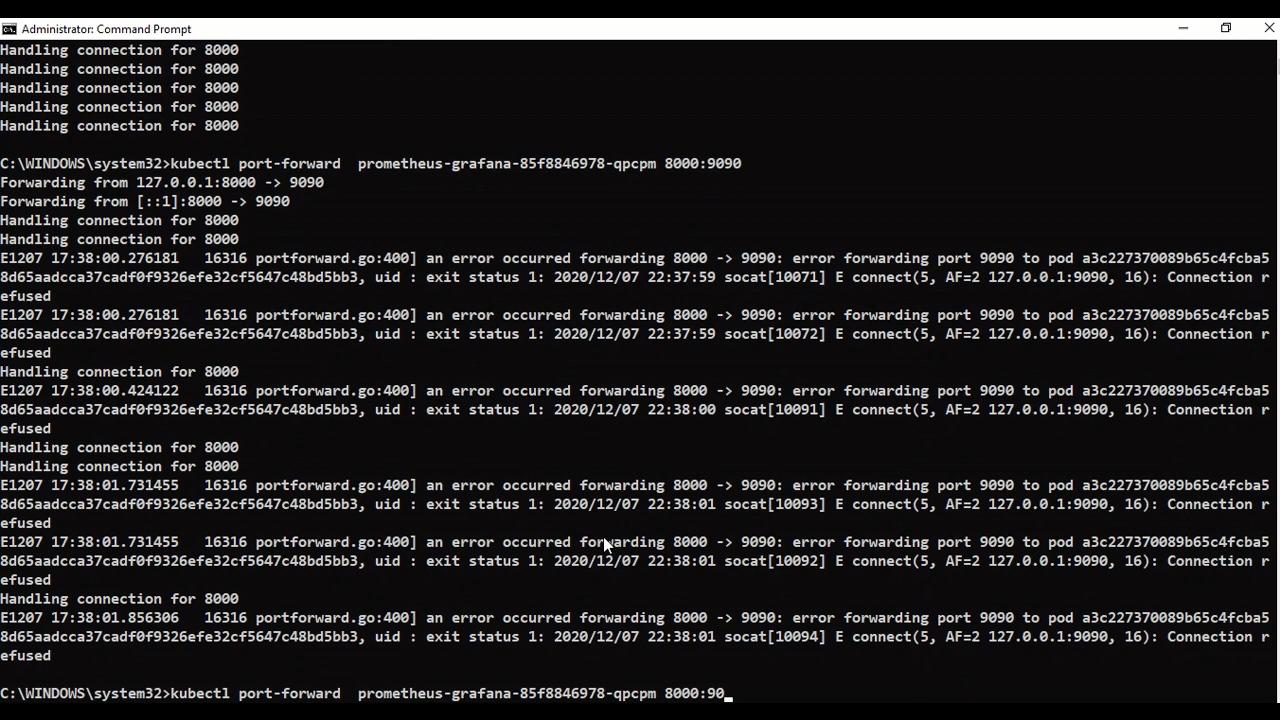 Administrator: Command Prompt
Handling connection for 8000
Handling connection for 8000
Handling connection for 8000
Handling connection for 8000
Handling connection for 8000
C:\WINDOWS\system32>kubectl port-forward  prometheus-grafana-85f8846978-qpcpm 8000:9090
Forwarding from 127.0.0.1:8000 -> 9090
Forwarding from [::1]:8000 -> 9090
Handling connection for 8000
Handling connection for 8000
E1207 17:38:00.276181   16316 portforward.go:400] an error occurred forwarding 8000 -> 9090: error forwarding port 9090 to pod a3c227370089b65c4fcba5
8d65aadcca37cadf0f9326efe32cf5647c48bd5bb3, uid : exit status 1: 2020/12/07 22:37:59 socat[10071] E connect(5, AF=2 127.0.0.1:9090, 16): Connection r
efused
E1207 17:38:00.276181   16316 portforward.go:400] an error occurred forwarding 8000 -> 9090: error forwarding port 9090 to pod a3c227370089b65c4fcba5
8d65aadcca37cadf0f9326efe32cf5647c48bd5bb3, uid : exit status 1: 2020/12/07 22:37:59 socat[10072] E connect(5, AF=2 127.0.0.1:9090, 16): Connection r
efused
Handling connection for 8000
E1207 17:38:00.424122   16316 portforward.go:400] an error occurred forwarding 8000 -> 9090: error forwarding port 9090 to pod a3c227370089b65c4fcba5
8d65aadcca37cadf0f9326efe32cf5647c48bd5bb3, uid : exit status 1: 2020/12/07 22:38:00 socat[10091] E connect(5, AF=2 127.0.0.1:9090, 16): Connection r
efused
Handling connection for 8000
Handling connection for 8000
E1207 17:38:01.731455   16316 portforward.go:400] an error occurred forwarding 8000 -> 9090: error forwarding port 9090 to pod a3c227370089b65c4fcba5
8d65aadcca37cadf0f9326efe32cf5647c48bd5bb3, uid : exit status 1: 2020/12/07 22:38:01 socat[10093] E connect(5, AF=2 127.0.0.1:9090, 16): Connection r
efused
E1207 17:38:01.731455   16316 portforward.go:400] an error occurred forwarding 8000 -> 9090: error forwarding port 9090 to pod a3c227370089b65c4fcba5
8d65aadcca37cadf0f9326efe32cf5647c48bd5bb3, uid : exit status 1: 2020/12/07 22:38:01 socat[10092] E connect(5, AF=2 127.0.0.1:9090, 16): Connection r
efused
Handling connection for 8000
E1207 17:38:01.856306   16316 portforward.go:400] an error occurred forwarding 8000 -> 9090: error forwarding port 9090 to pod a3c227370089b65c4fcba5
8d65aadcca37cadf0f9326efe32cf5647c48bd5bb3, uid : exit status 1: 2020/12/07 22:38:01 socat[10094] E connect(5, AF=2 127.0.0.1:9090, 16): Connection r
efused
C:\WINDOWS\system32>kubectl port-forward  prometheus-grafana-85f8846978-qpcpm 8000:90